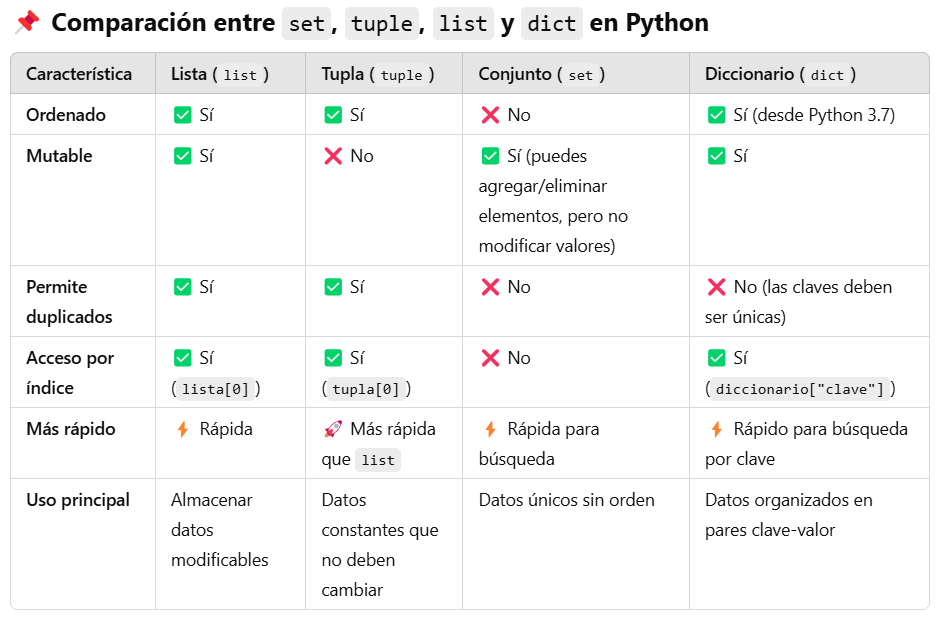 📌 Comparación entre set, tuple, list y dict en Python
Característica
Lista ( list )
Tupla ( tuple )
Conjunto ( set )
Diccionario ( dict )
Ordenado
✅ Sí
✅ Sí
❌ No
✅ Sí (desde Python 3.7)
Mutable
✅ Sí
❌ No
✅ Sí (puedes
agregar/eliminar
elementos, pero no
modificar valores)
✅ Sí
Permite
duplicados
✅ Sí
✅ Sí
❌ No
❌ No (las claves deben
ser únicas)
Acceso por
índice
✅ Sí
( lista[0] )
✅ Sí
( tupla[0] )
❌ No
✅ Sí
( diccionario["clave"] )
Más rápido
⚡ Rápida
🚀 Más rápida
que list
⚡ Rápida para
búsqueda
⚡ Rápido para búsqueda
por clave
Uso principal
Almacenar
datos
modificables
Datos
constantes que
no deben
cambiar
Datos únicos sin orden
Datos organizados en
pares clave-valor